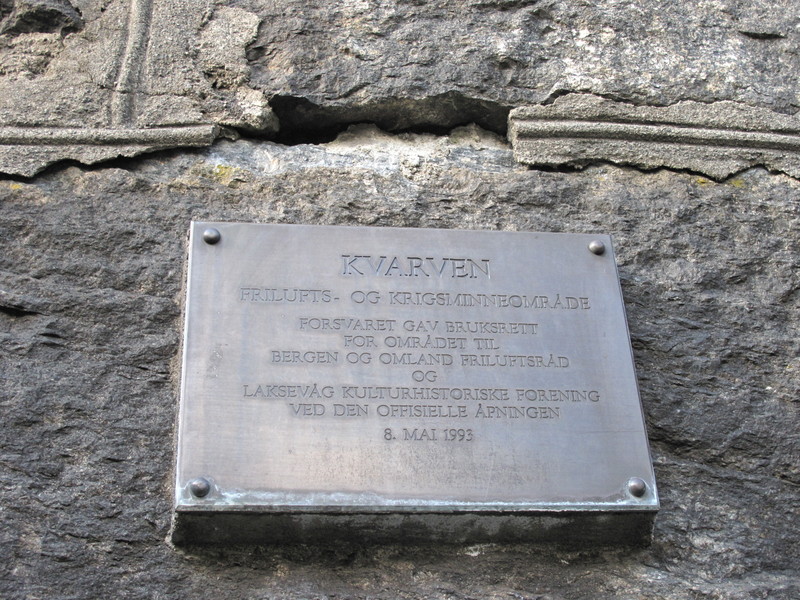 KVARVEN
FRILUFTS- OG KRIGSMINNEOMRÅDE
FORSVARET GAV BRUKSRETT
FOR OMRÅDET TIL
BERGEN OG OMLAND FRILUFTSRÅD
OG
LAKSEVÅG KULTURHISTORISKE FORENING
VED DEN OFFISIELLE ÅPNINGEN
8. MAI 1993